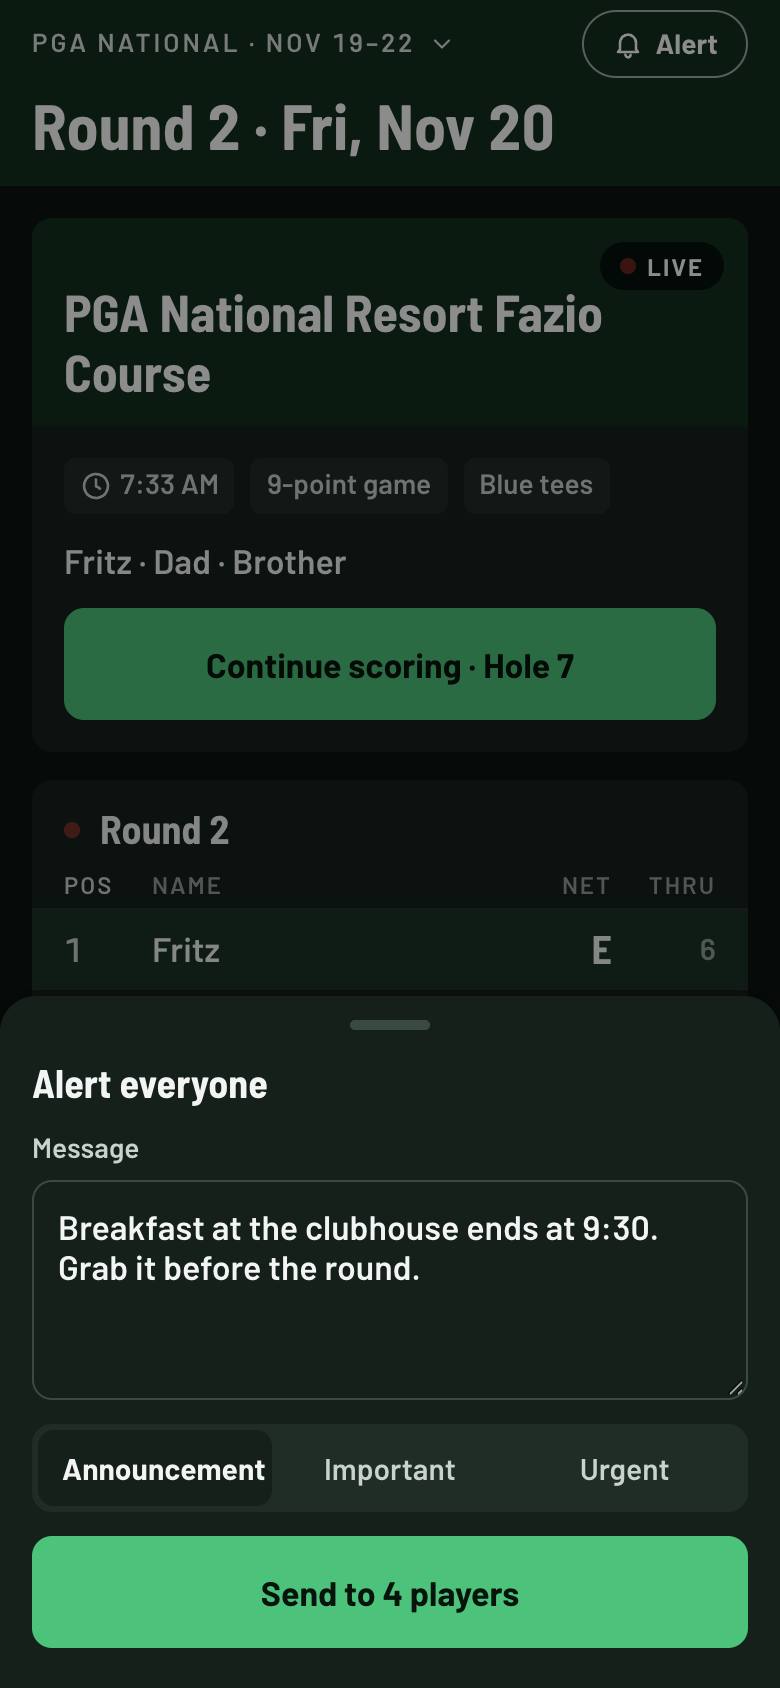 PGA NATIONAL · NOV 19–22
Alert
Round 2 · Fri, Nov 20
LIVE
PGA National Resort Fazio
Course
7:33 AM
9-point game
Blue tees
Fritz · Dad · Brother
Continue scoring · Hole 7
Round 2
POS NAME NET THRU
1 Fritz E 6
Alert everyone
Message
Breakfast at the clubhouse ends at 9:30.
Grab it before the round.
Announcement
Important
Urgent
Send to 4 players